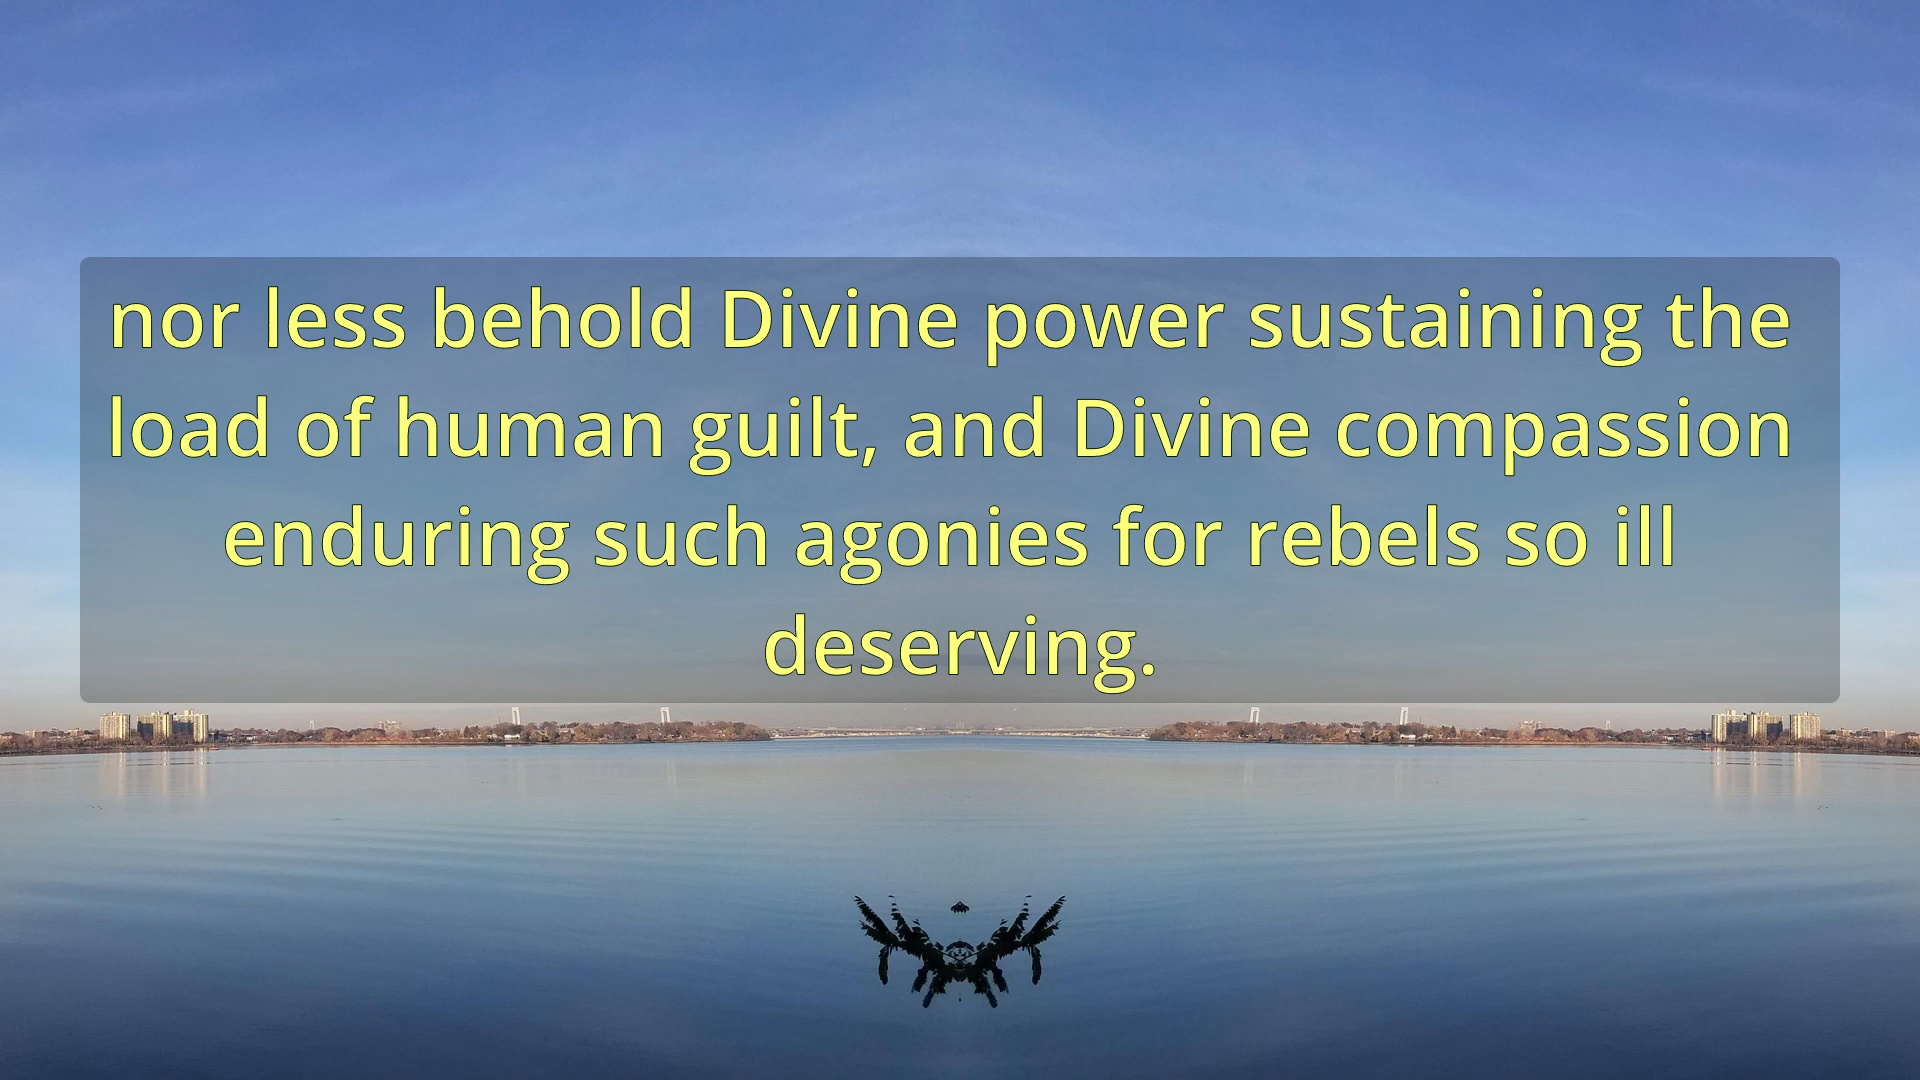 nor less behold Divine power sustaining the
load of human guilt, and Divine compassion
enduring such agonies for rebels so ill
deserving.